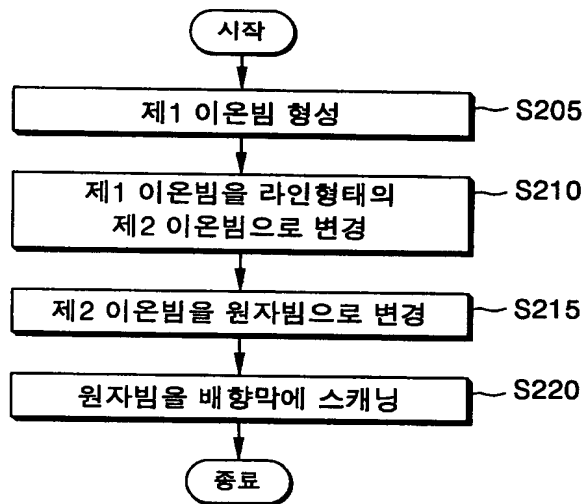 시작
제1 이온빔 형성
S205
제1 이온빔을 라인형태의
제2 이온빔으로 변경
S210
제2 이온빔을 원자빔으로 변경
S215
원자빔을 배향막에 스캐닝
S220
종료